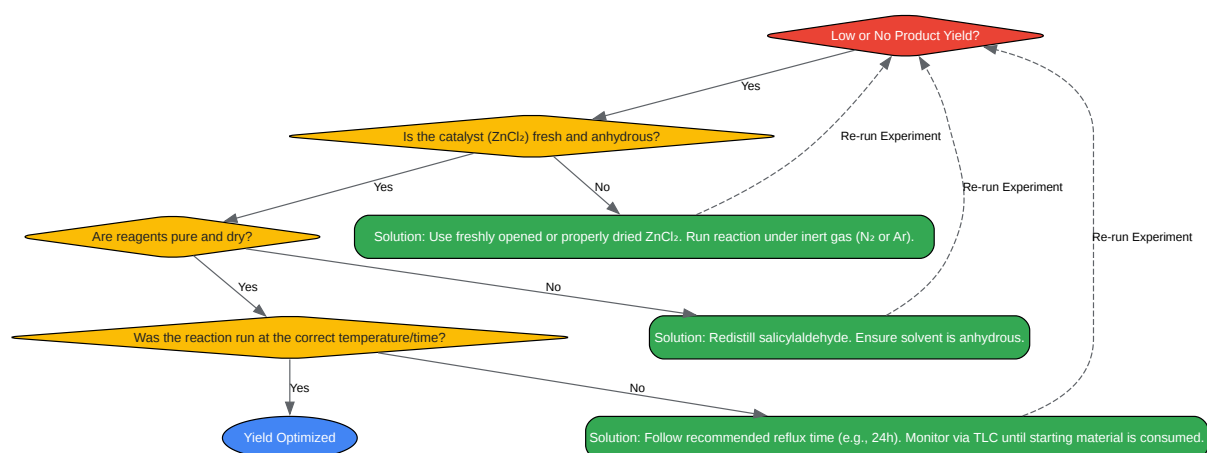 Low or No Product Yield?
Yes
Is the catalyst (ZnCl₂) fresh and anhydrous?
Re-run Experiment
Yes
No
Re-run Experiment
Are reagents pure and dry?
Solution: Use freshly opened or properly dried ZnCl₂. Run reaction under inert gas (N₂ or Ar).
Re-run Experiment
Yes
No
Was the reaction run at the correct temperature/time?
Solution: Redistill salicylaldehyde. Ensure solvent is anhydrous.
Yes
No
Yield Optimized
Solution: Follow recommended reflux time (e.g., 24h). Monitor via TLC until starting material is consumed.